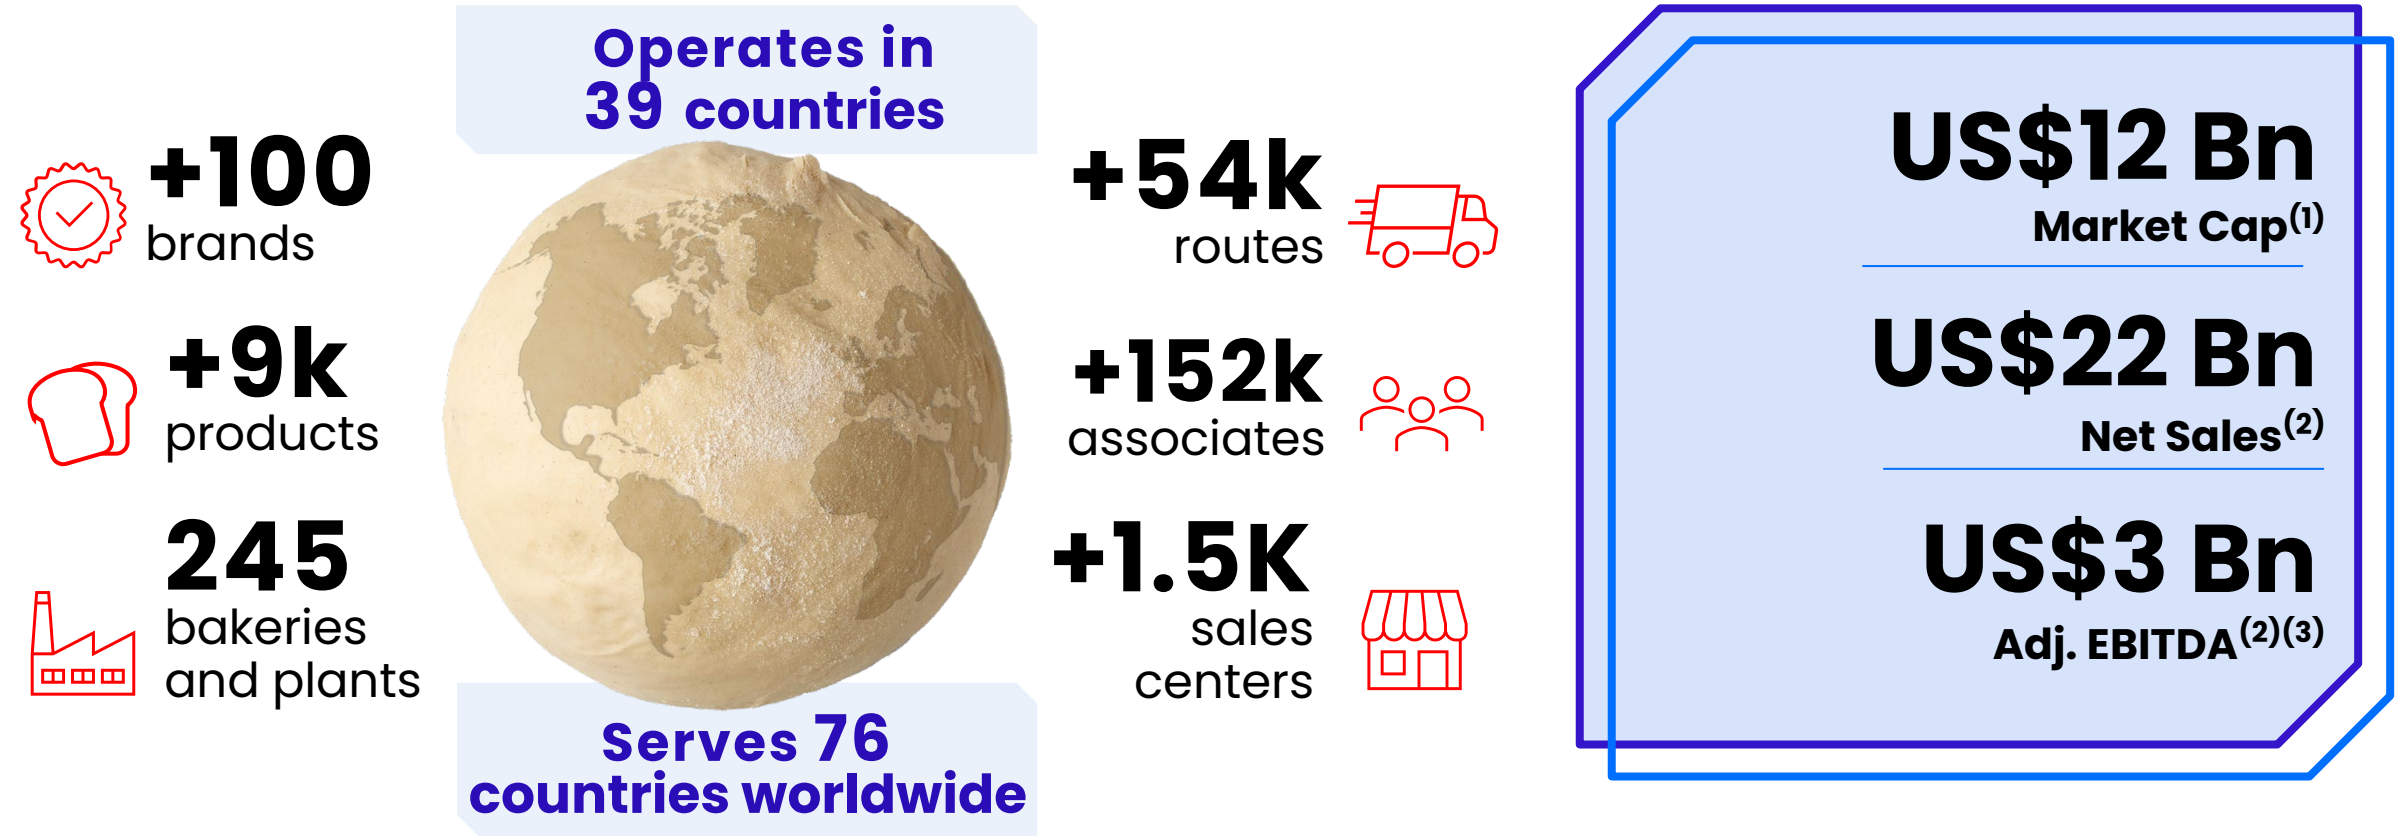 Operates in
39 countries
+100
brands
+9k
products
245
bakeries
and plants
+54k
routes
+152k
associates
+1.5K
sales
centers
Serves 76
countries worldwide
US$12 Bn
Market Cap(1)
US$22 Bn
Net Sales(2)
US$3 Bn
Adj. EBITDA(2)(3)